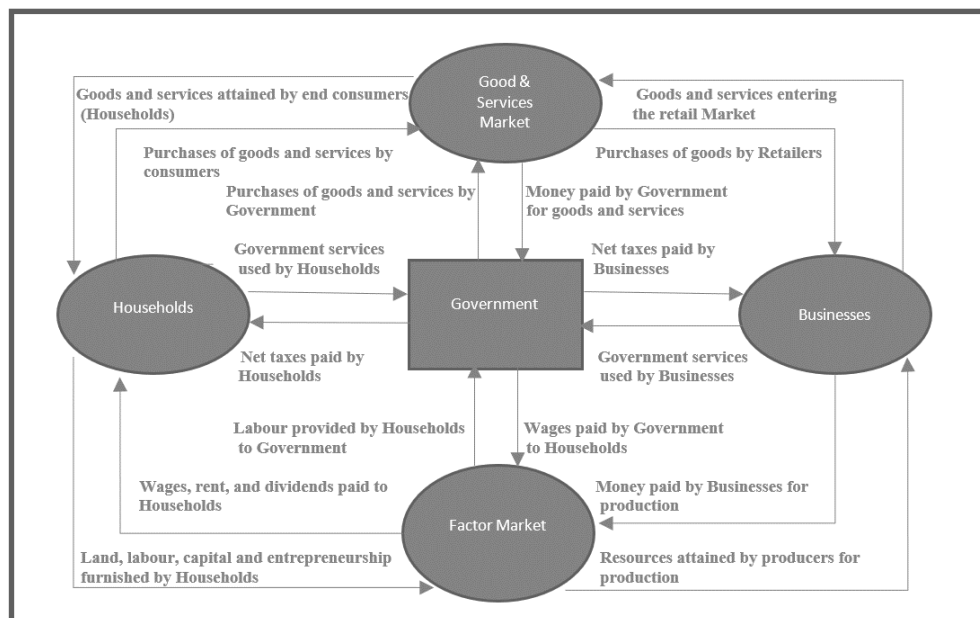 Good &
Services
Market
Goods and services attained by end consumers
(Households)
Goods and services entering
the retail Market
Purchases of goods and services by
consumers
Purchases of goods by Retailers
Purchases of goods and services by
Government
Money paid by Government
for goods and services
Government services
used by Households
Net taxes paid by
Businesses
Households
Government
Businesses
Net taxes paid by
Households
Government services
used by Businesses
Labour provided by Households
to Government
Wages paid by Government
to Households
Wages, rent, and dividends paid to
Households
Money paid by Businesses for
production
Factor Market
Land, labour, capital and entrepreneurship
furnished by Households
Resources attained by producers for
production